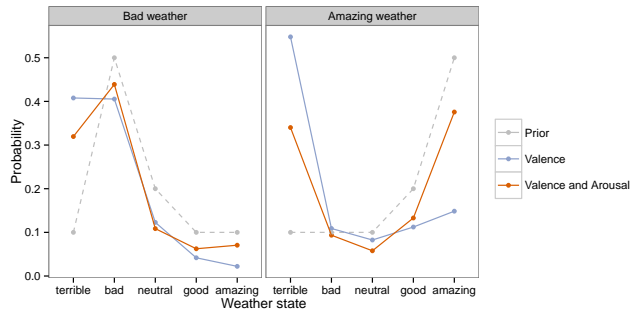 Bad weather
Amazing weather
Probability
0.5
0.4
0.3
0.2
0.1
0.0
terrible bad neutral good amazing
terrible bad neutral good amazing
Weather state
Prior
Valence
Valence and Arousal